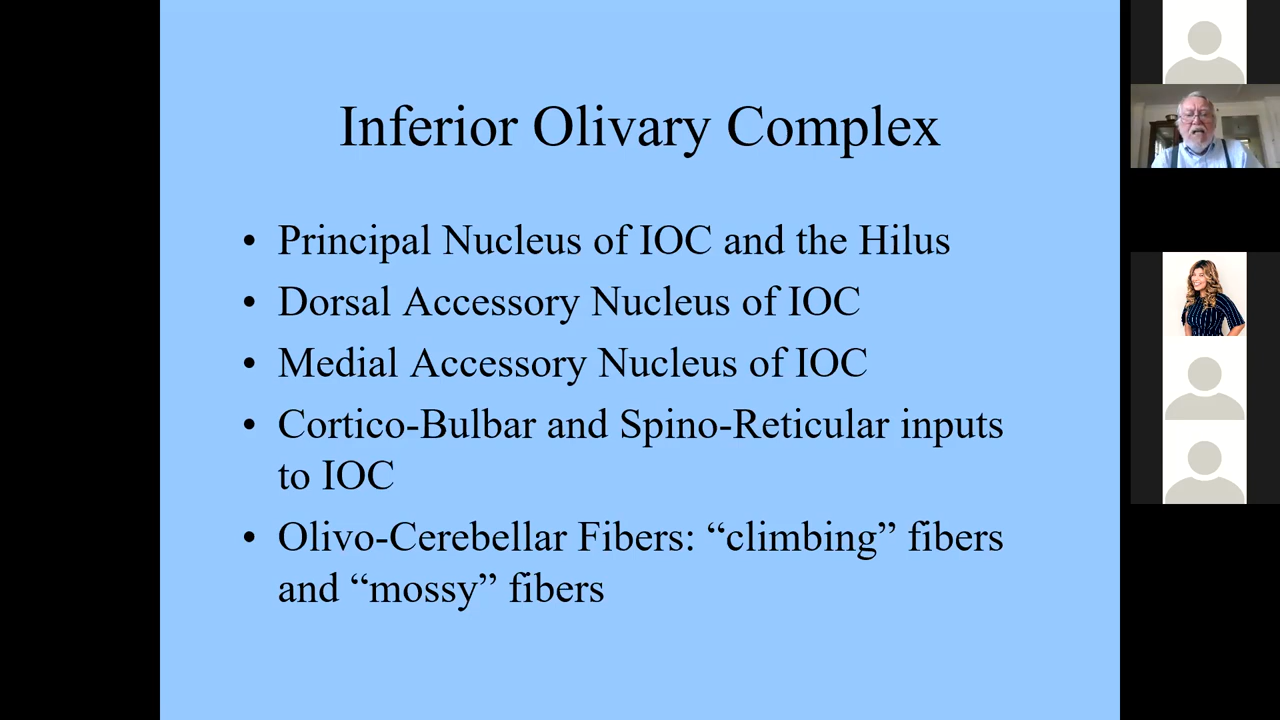 Inferior Olivary Complex
• Principal Nucleus of IOC and the Hilus
• Dorsal Accessory Nucleus of IOC
• Medial Accessory Nucleus of IOC
• Cortico-Bulbar and Spino-Reticular inputs
to IOC
• Olivo-Cerebellar Fibers: “climbing” fibers
and “mossy” fibers